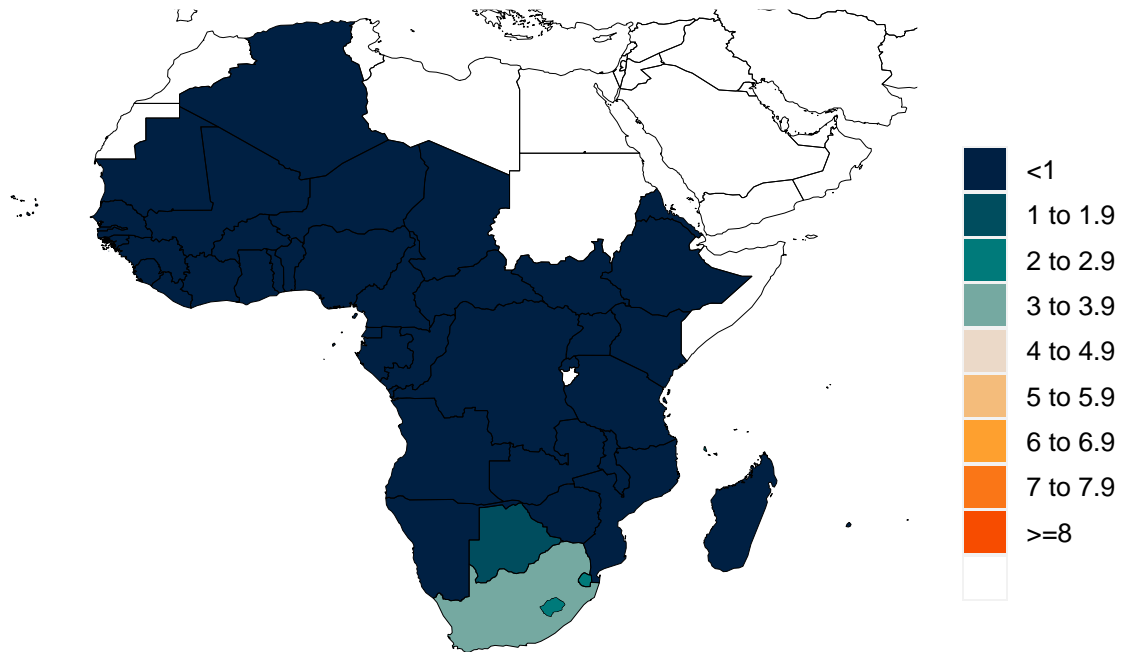 <1
1 to 1.9
2 to 2.9
3 to 3.9
4 to 4.9
5 to 5.9
6 to 6.9
7 to 7.9
>=8